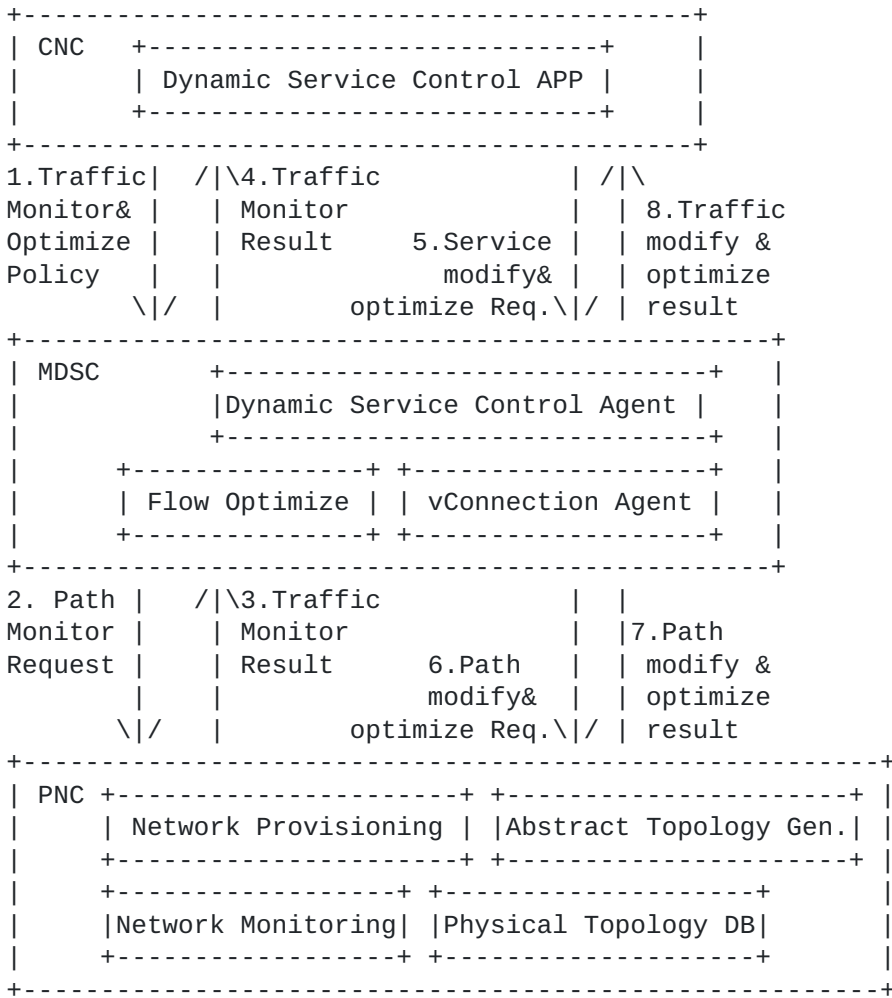 +-------------------------------------------+
| CNC   +-----------------------------+     |
|       | Dynamic Service Control APP |     |
|       +-----------------------------+     |
+-------------------------------------------+
1.Traffic|  /|\4.Traffic            | /|\
Monitor& |   | Monitor              |  | 8.Traffic
Optimize |   | Result     5.Service |  | modify &
Policy   |   |              modify& |  | optimize
        \|/  |        optimize Req.\|/ | result
+------------------------------------------------+
| MDSC       +-------------------------------+   |
|            |Dynamic Service Control Agent |    |
|            +-------------------------------+   |
|      +---------------+ +-------------------+   |
|      | Flow Optimize | | vConnection Agent |   |
|      +---------------+ +-------------------+   |
+------------------------------------------------+
2. Path |   /|\3.Traffic            |  |
Monitor |    | Monitor              |  |7.Path
Request |    | Result      6.Path   |  | modify &
        |    |             modify&  |  | optimize
       \|/   |        optimize Req.\|/ | result
+-------------------------------------------------------+
| PNC +----------------------+ +----------------------+ |
|     | Network Provisioning | |Abstract Topology Gen.| |
|     +----------------------+ +----------------------+ |
|     +------------------+ +--------------------+       |
|     |Network Monitoring| |Physical Topology DB|       |
|     +------------------+ +--------------------+       |
+-------------------------------------------------------+